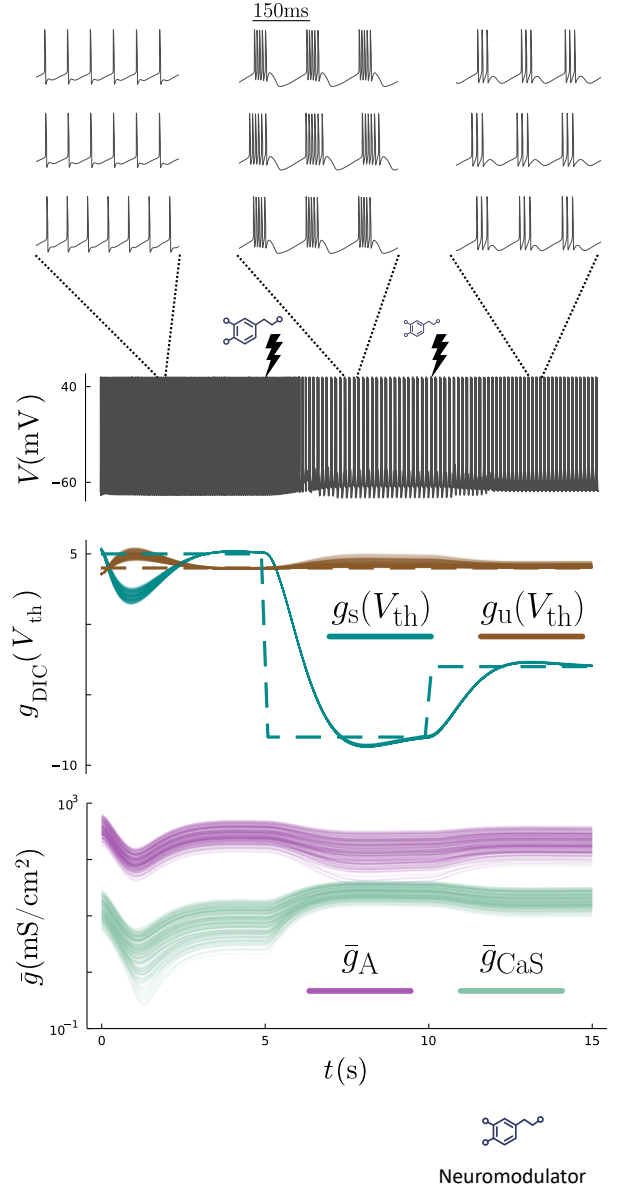 150ms
40
V(mV)
−60
5
g_s(V_th)
g_u(V_th)
g_DIC(V_th)
−10
10^3
ḡ(mS/cm^2)
ḡ_A
ḡ_CaS
10^-1
0
5
10
15
t(s)
Neuromodulator